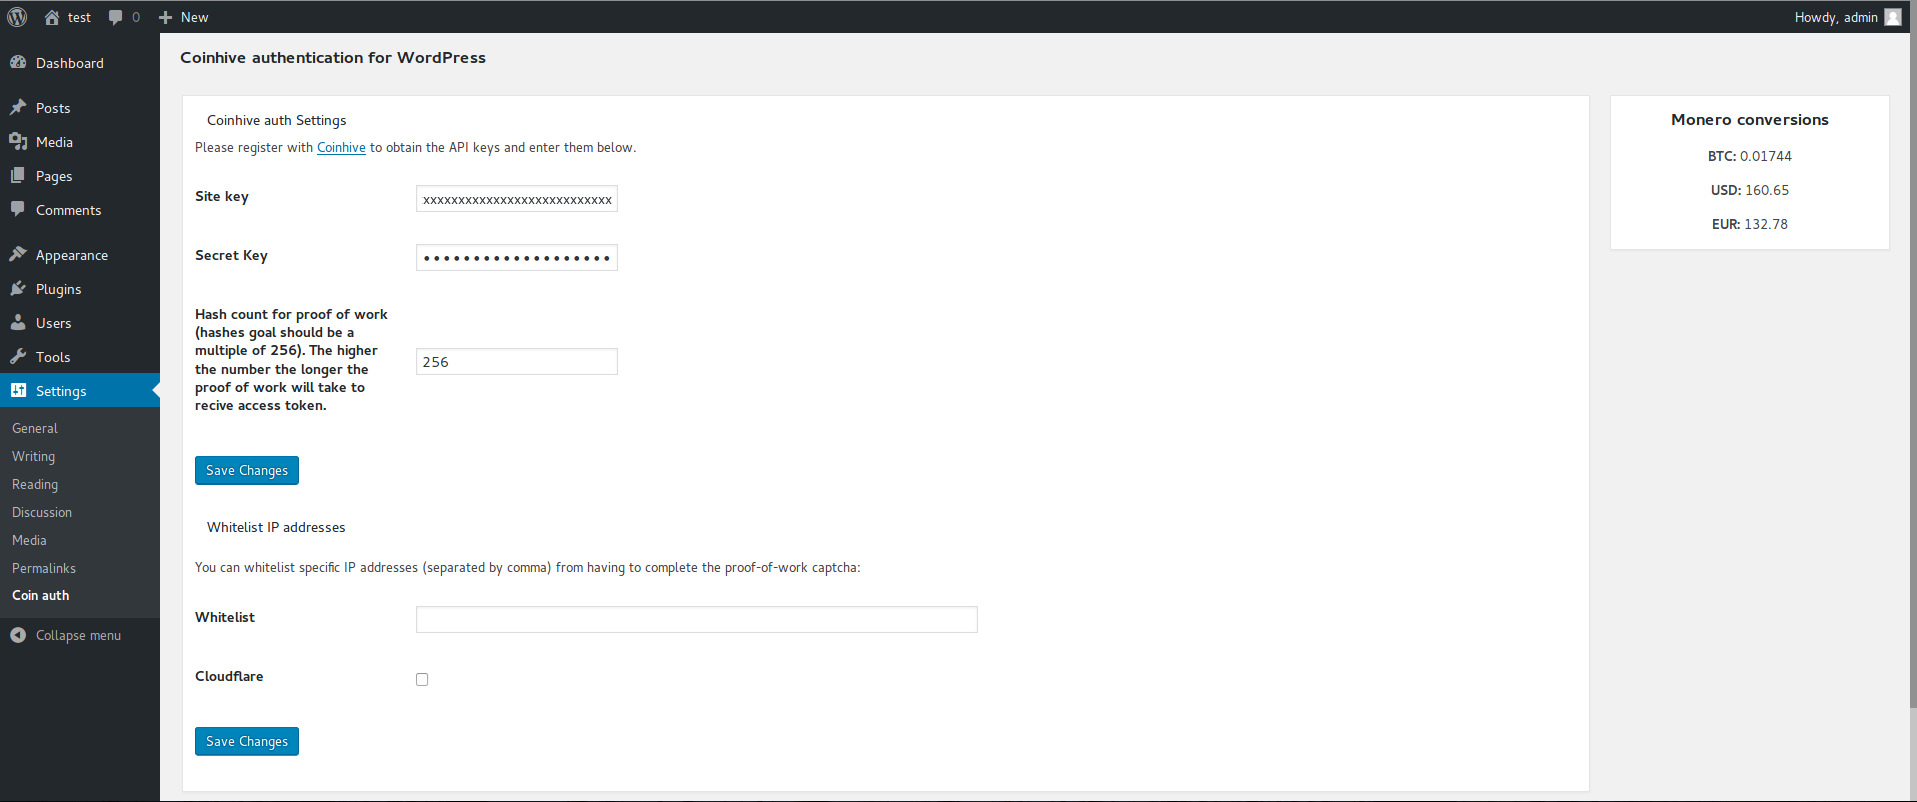 test 0 New Howdy, admin
Dashboard
Posts
Media
Pages
Comments
Appearance
Plugins
Users
Tools
Settings
General
Writing
Reading
Discussion
Media
Permalinks
Coin auth
Collapse menu
Coinhive authentication for WordPress
Coinhive auth Settings
Please register with Coinhive to obtain the API keys and enter them below.
Site key xxxxxxxxxxxxxxxxxxxxxxxxxxx
Secret Key •••••••••••••••••••
Hash count for proof of work
(hashes goal should be a
multiple of 256). The higher
the number the longer the
proof of work will take to
recive access token.
256
Save Changes
Whitelist IP addresses
You can whitelist specific IP addresses (separated by comma) from having to complete the proof-of-work captcha:
Whitelist
Cloudflare
Save Changes
Monero conversions
BTC: 0.01744
USD: 160.65
EUR: 132.78